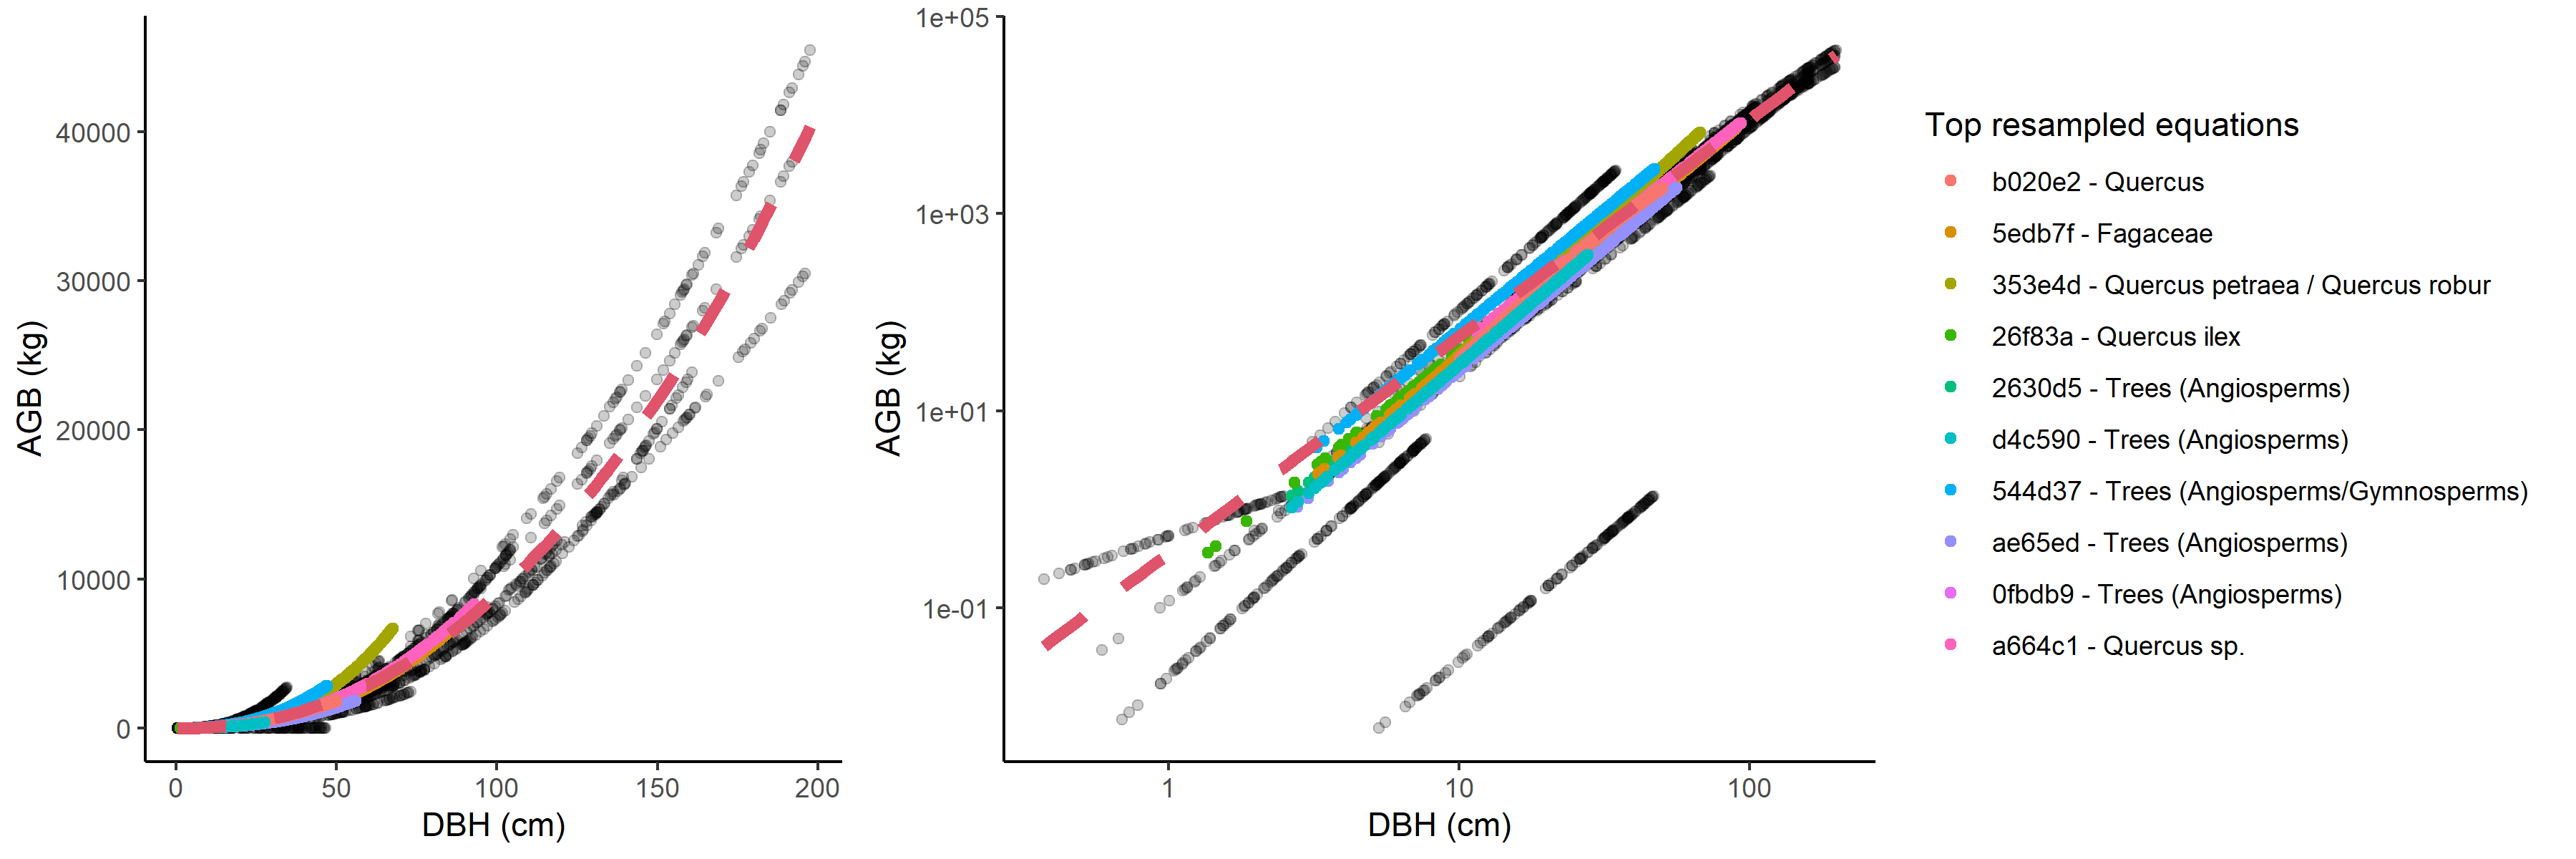 AGB (kg)
40000
30000
20000
10000
0
0 50 100 150 200
DBH (cm)
AGB (kg)
1e+05
1e+03
1e+01
1e-01
1 10 100
DBH (cm)
Top resampled equations
b020e2 - Quercus
5edb7f - Fagaceae
353e4d - Quercus petraea / Quercus robur
26f83a - Quercus ilex
2630d5 - Trees (Angiosperms)
d4c590 - Trees (Angiosperms)
544d37 - Trees (Angiosperms/Gymnosperms)
ae65ed - Trees (Angiosperms)
0fbdb9 - Trees (Angiosperms)
a664c1 - Quercus sp.